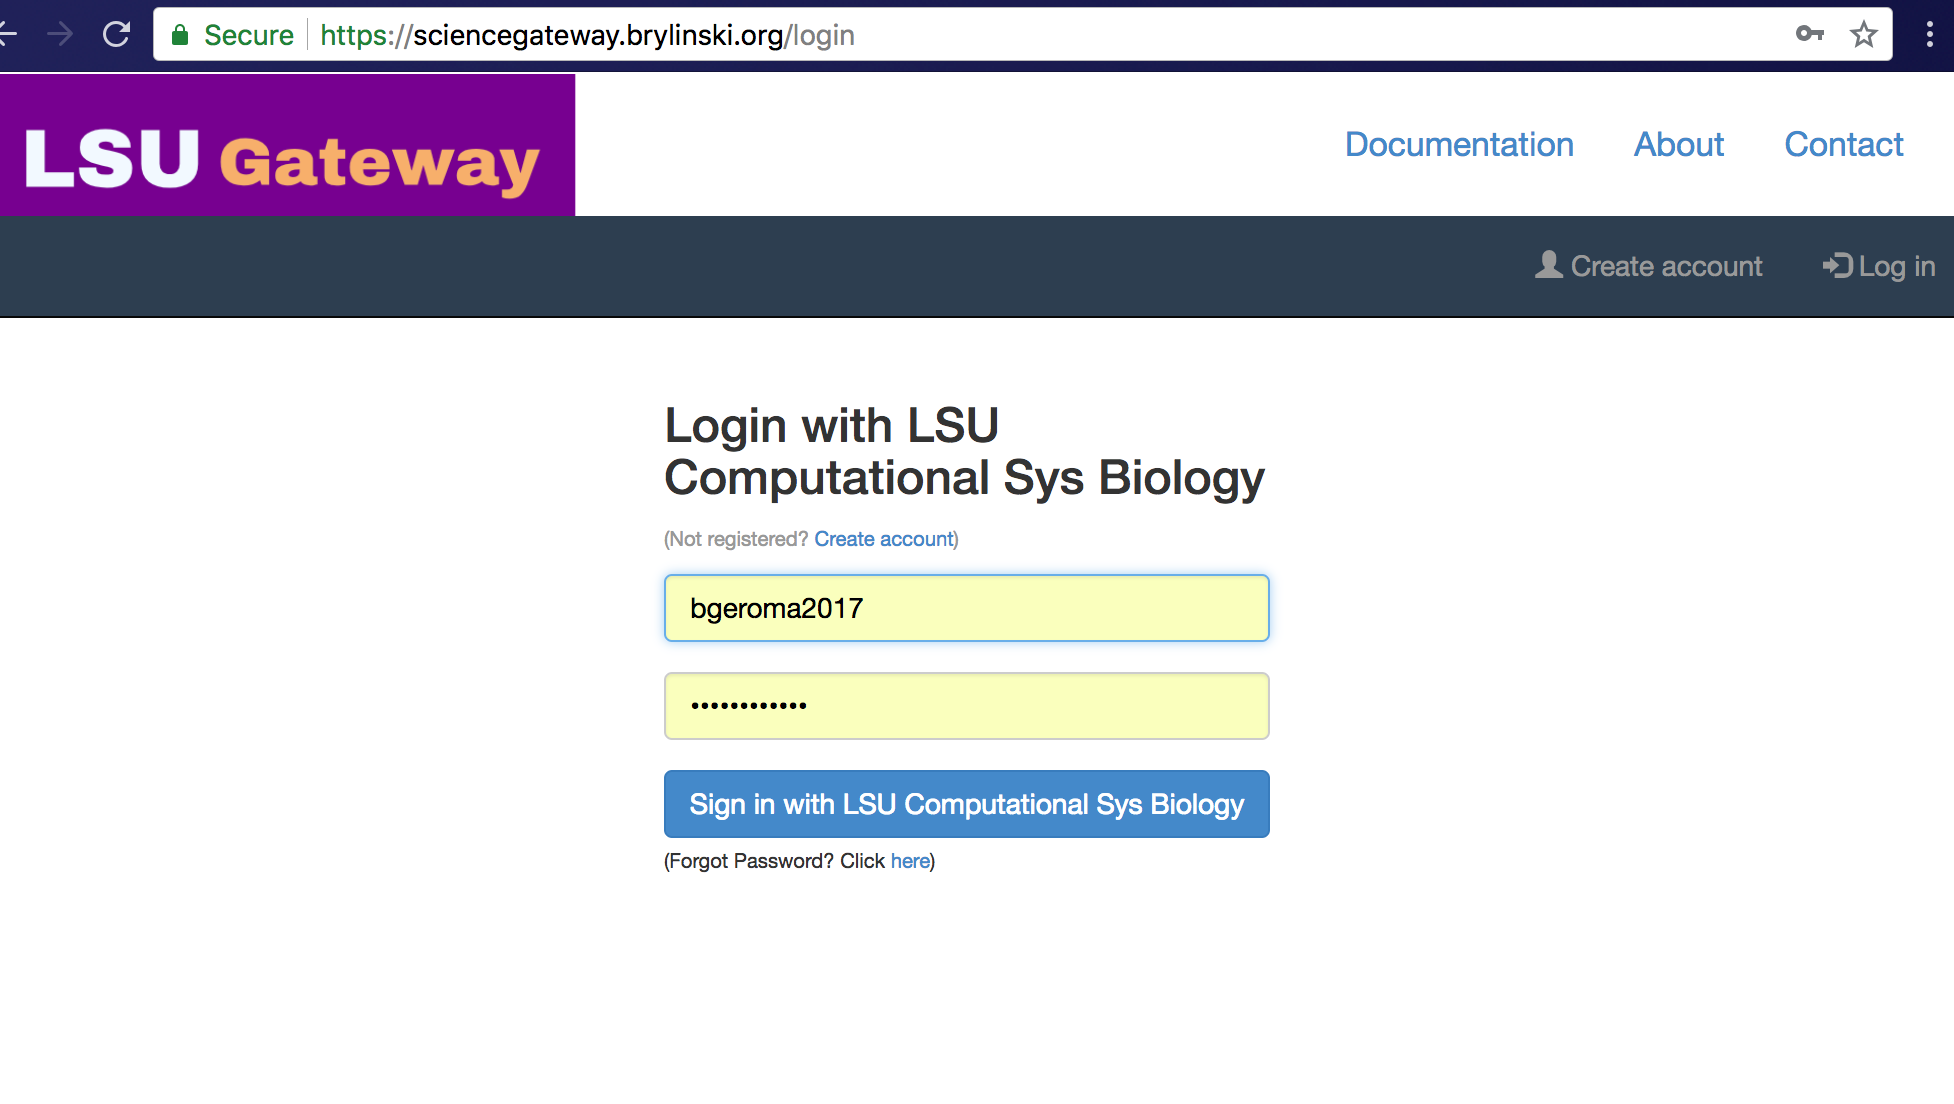 Secure https://sciencegateway.brylinski.org/login
LSU Gateway
Documentation About Contact
Create account Log in
Login with LSU
Computational Sys Biology
(Not registered? Create account)
bgeroma2017
••••••••••••
Sign in with LSU Computational Sys Biology
(Forgot Password? Click here)